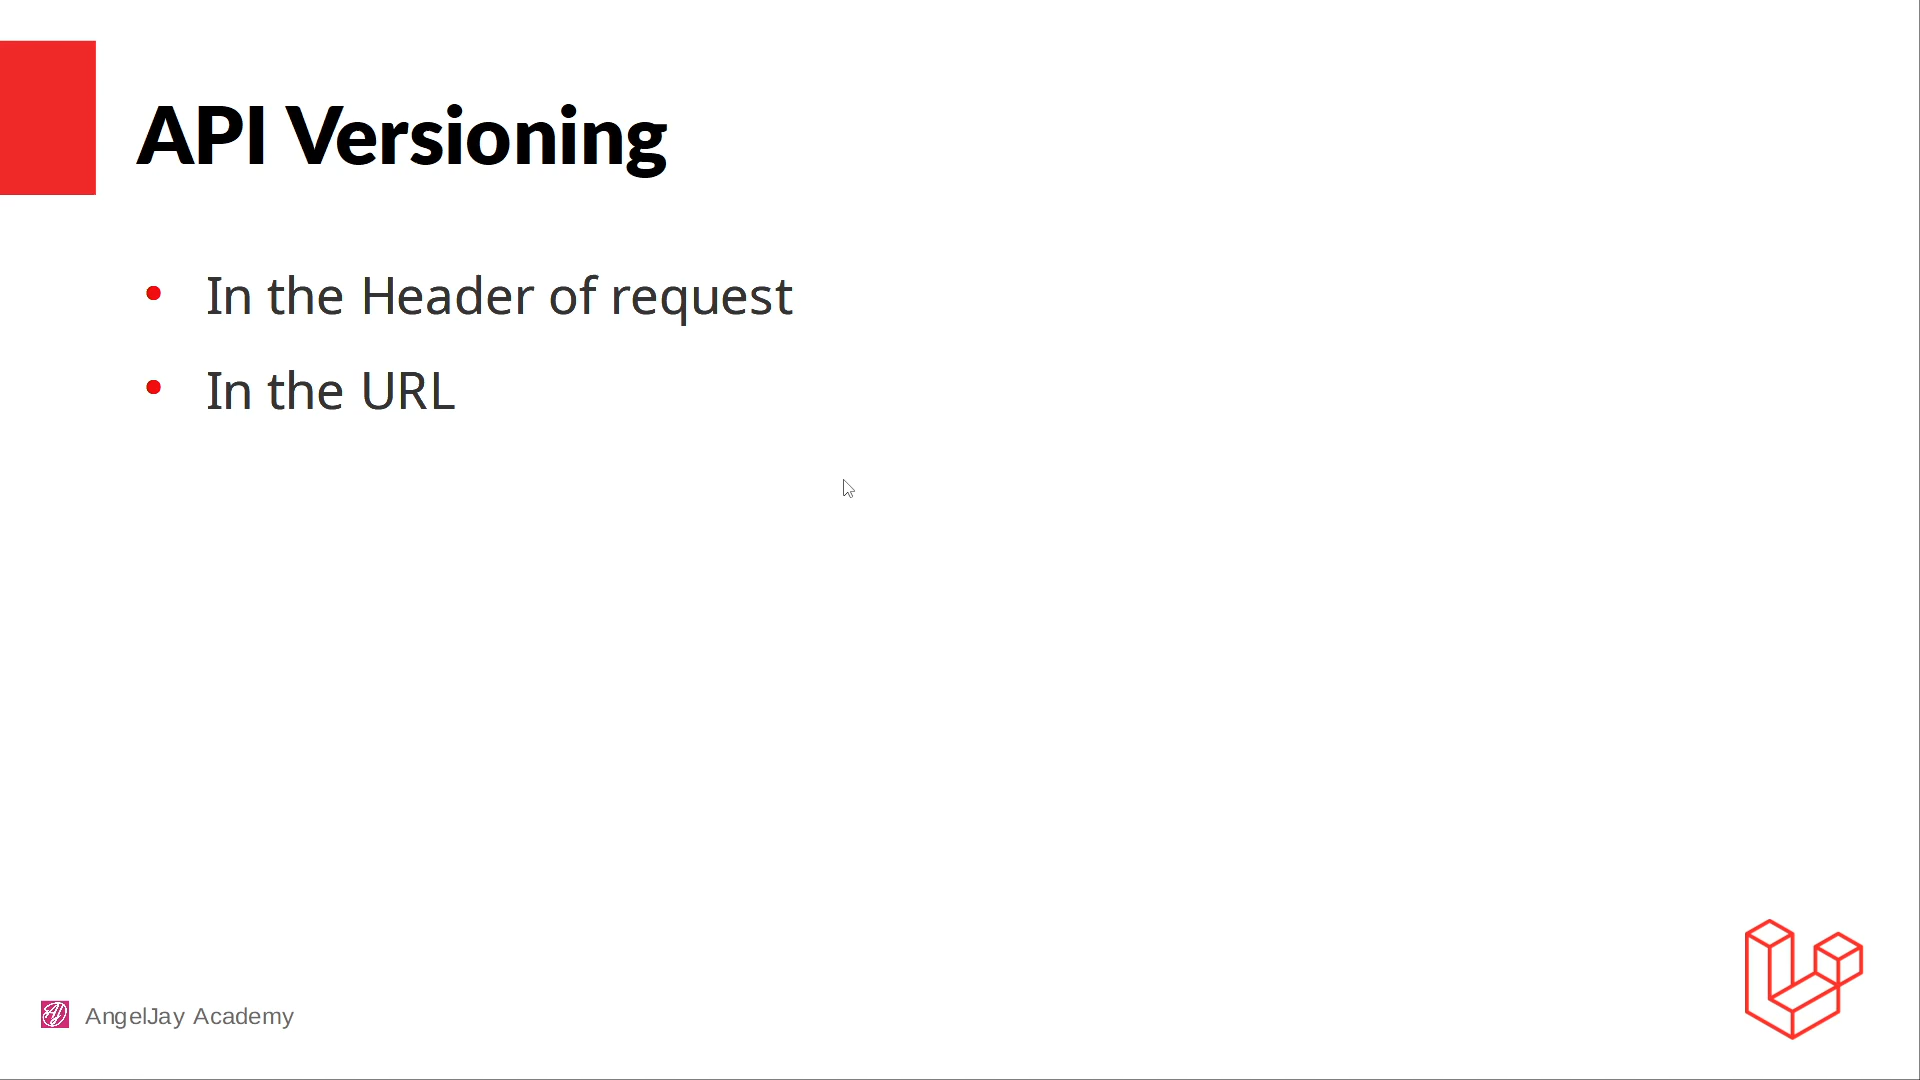 API Versioning
In the Header of request
In the URL
AngelJay Academy